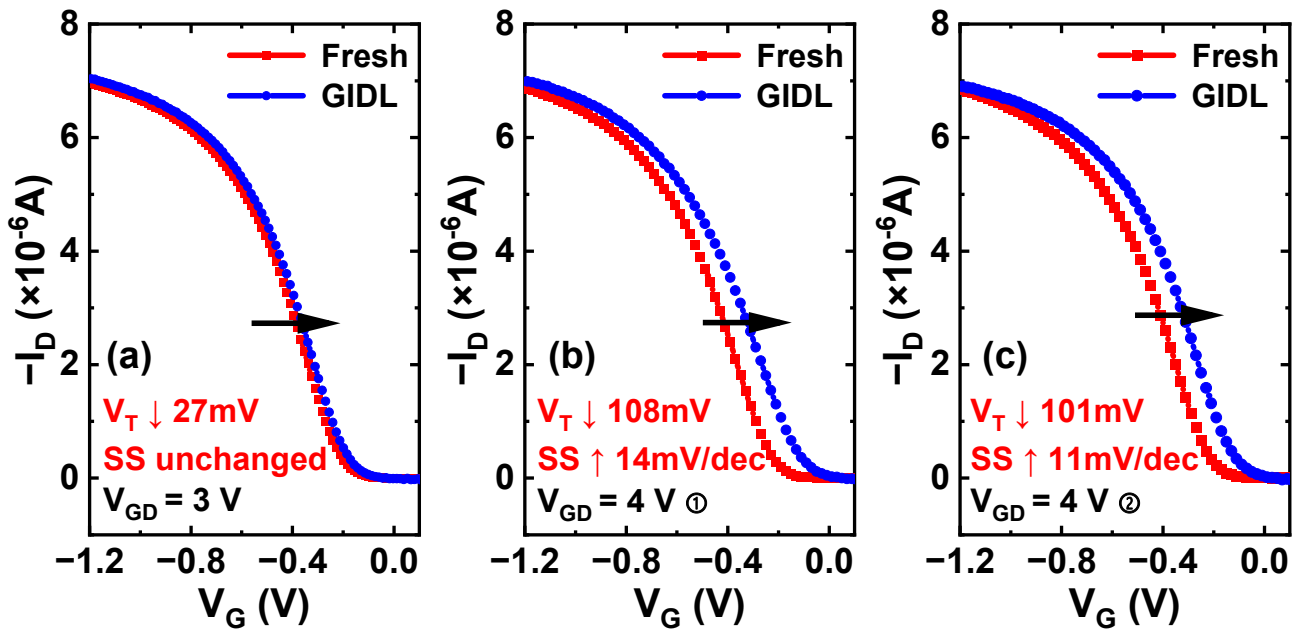 −I_D (×10^-6A)
8
6
4
2
0
Fresh
GIDL
(a)
V_T ↓ 27mV
SS unchanged
V_GD = 3 V
−1.2 −0.8 −0.4 0.0
V_G (V)
−I_D (×10^-6A)
8
6
4
2
0
Fresh
GIDL
(b)
V_T ↓ 108mV
SS ↑ 14mV/dec
V_GD = 4 V ①
−1.2 −0.8 −0.4 0.0
V_G (V)
−I_D (×10^-6A)
8
6
4
2
0
Fresh
GIDL
(c)
V_T ↓ 101mV
SS ↑ 11mV/dec
V_GD = 4 V ②
−1.2 −0.8 −0.4 0.0
V_G (V)